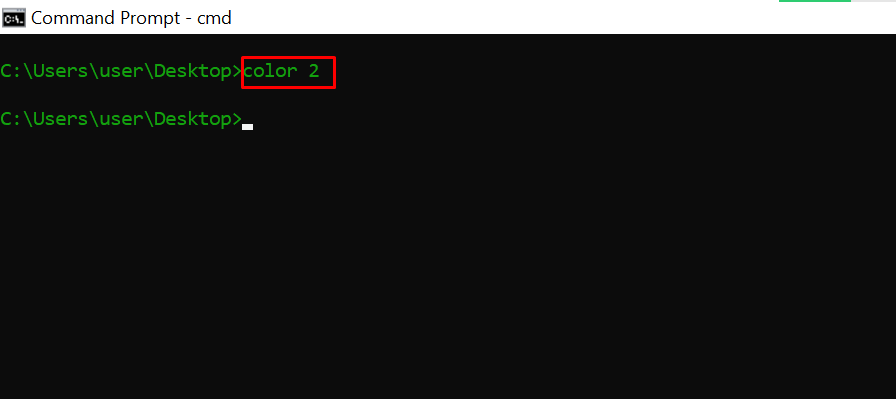 Command Prompt - cmd
C:\Users\user\Desktop>color 2
C:\Users\user\Desktop>